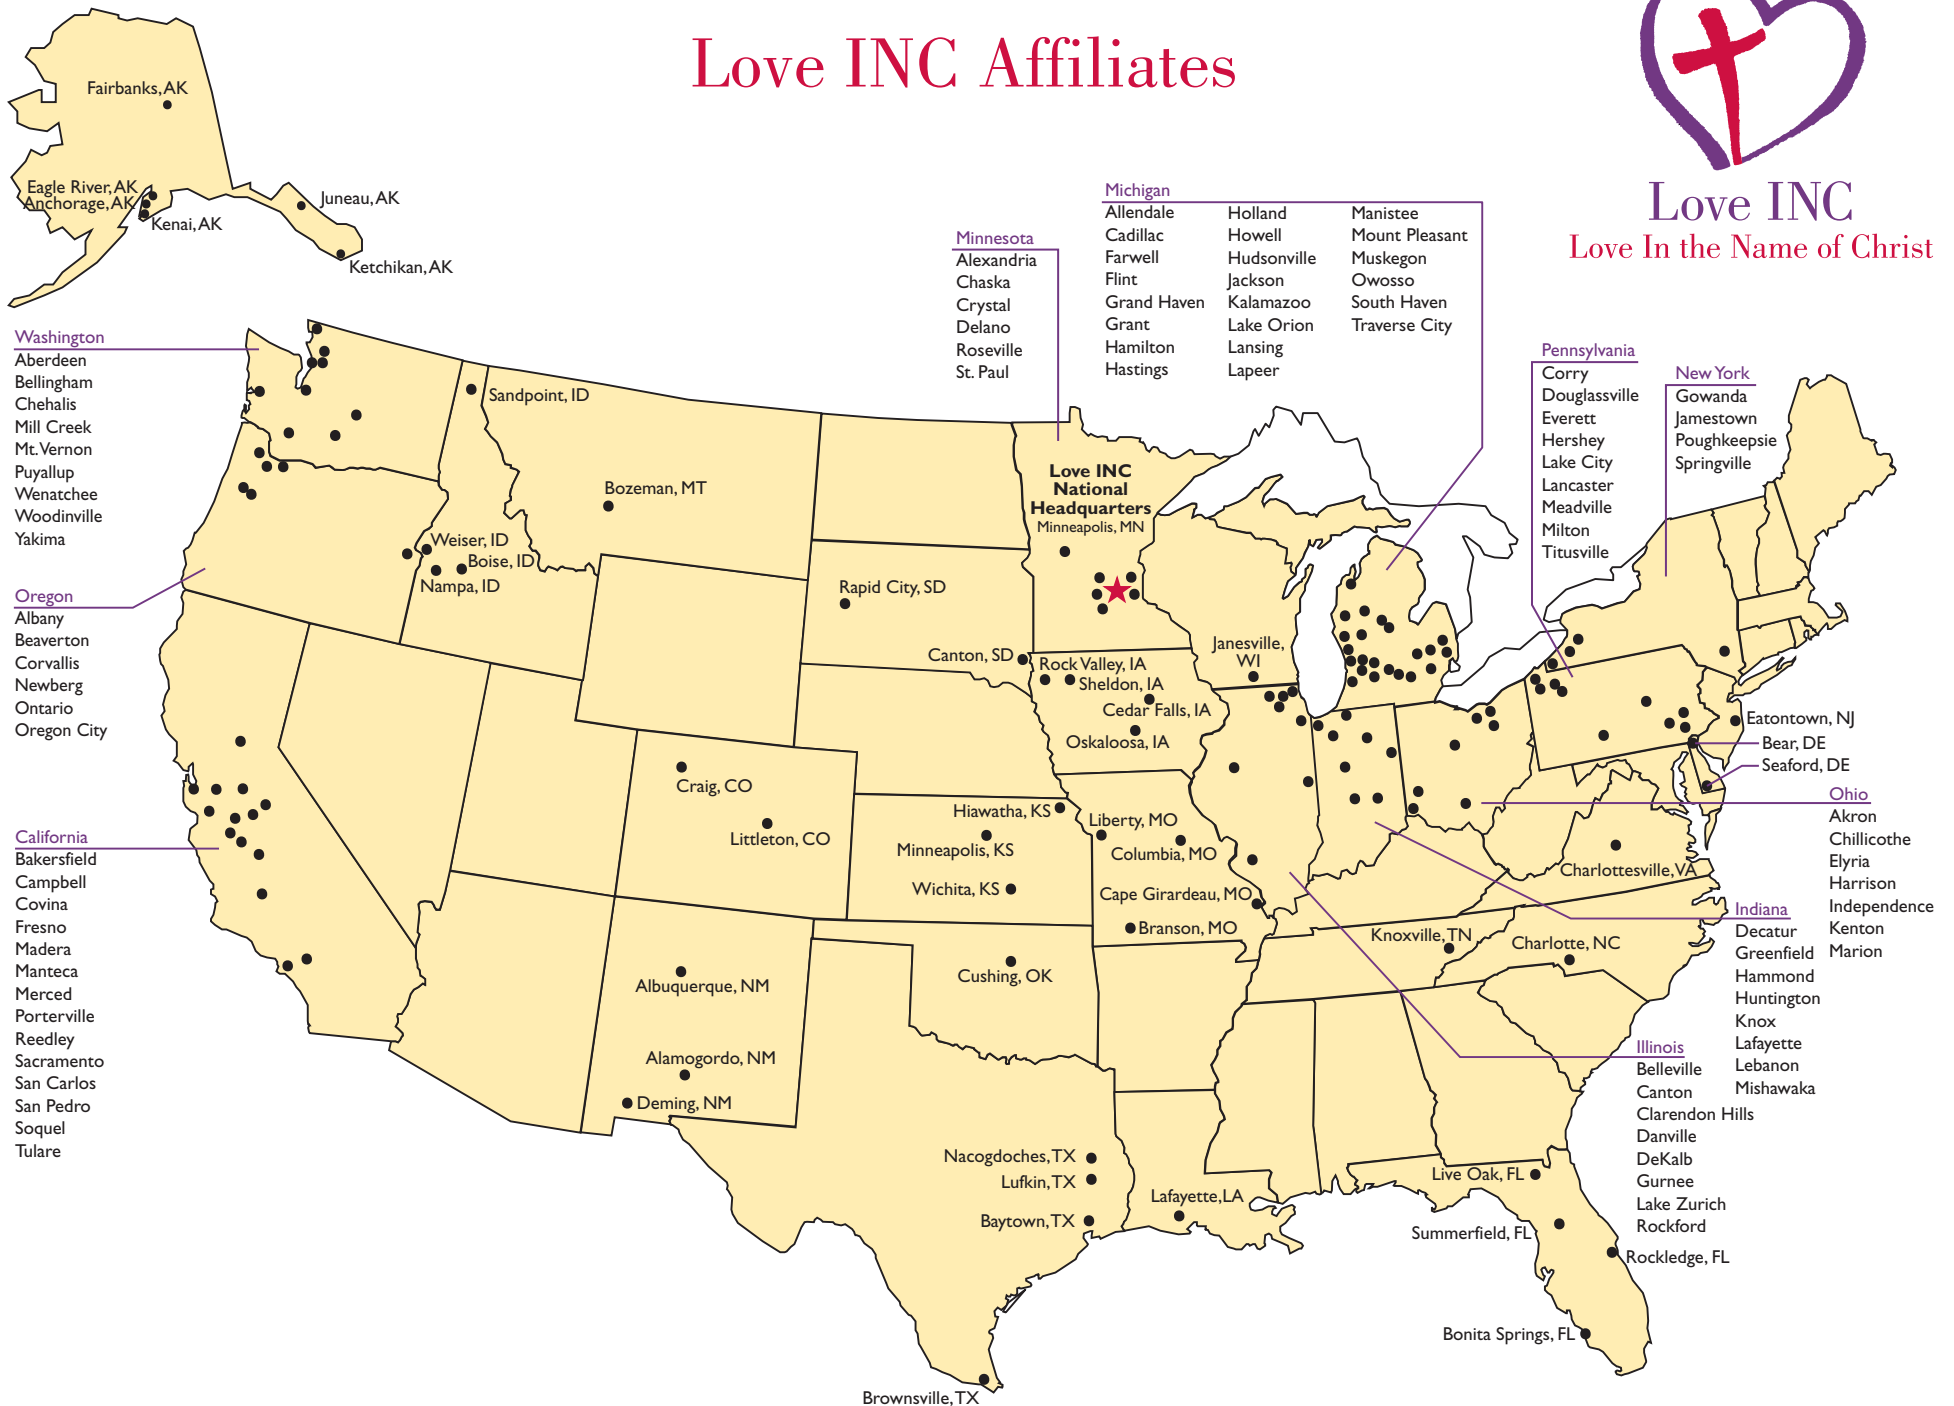 Love INC Affiliates
Love INC
Love In the Name of Christ
Fairbanks, AK
Eagle River, AK
Anchorage, AK
Kenai, AK
Juneau, AK
Ketchikan, AK
Washington
Aberdeen
Bellingham
Chehalis
Mill Creek
Mt. Vernon
Puyallup
Wenatchee
Woodinville
Yakima
Oregon
Albany
Beaverton
Corvallis
Newberg
Ontario
Oregon City
California
Bakersfield
Campbell
Covina
Fresno
Madera
Manteca
Merced
Porterville
Reedley
Sacramento
San Carlos
San Pedro
Soquel
Tulare
Minnesota
Alexandria
Chaska
Crystal
Delano
Roseville
St. Paul
Michigan
Allendale
Cadillac
Farwell
Flint
Grand Haven
Grant
Hamilton
Hastings
Holland
Howell
Hudsonville
Jackson
Kalamazoo
Lake Orion
Lansing
Lapeer
Manistee
Mount Pleasant
Muskegon
Owosso
South Haven
Traverse City
Pennsylvania
Corry
Douglassville
Everett
Hershey
Lake City
Lancaster
Meadville
Milton
Titusville
New York
Gowanda
Jamestown
Poughkeepsie
Springville
Sandpoint, ID
Bozeman, MT
Weiser, ID
Boise, ID
Nampa, ID
Love INC
National
Headquarters
Minneapolis, MN
Rapid City, SD
Canton, SD
Rock Valley, IA
Sheldon, IA
Cedar Falls, IA
Oskaloosa, IA
Janesville,
WI
Craig, CO
Littleton, CO
Hiawatha, KS
Minneapolis, KS
Wichita, KS
Liberty, MO
Columbia, MO
Cape Girardeau, MO
Branson, MO
Eatontown, NJ
Bear, DE
Seaford, DE
Charlottesville, VA
Knoxville, TN
Charlotte, NC
Albuquerque, NM
Alamogordo, NM
Deming, NM
Cushing, OK
Nacogdoches, TX
Lufkin, TX
Baytown, TX
Brownsville, TX
Lafayette, LA
Live Oak, FL
Summerfield, FL
Rockledge, FL
Bonita Springs, FL
Ohio
Akron
Chillicothe
Elyria
Harrison
Independence
Kenton
Marion
Indiana
Decatur
Greenfield
Hammond
Huntington
Knox
Lafayette
Lebanon
Mishawaka
Illinois
Belleville
Canton
Clarendon Hills
Danville
DeKalb
Gurnee
Lake Zurich
Rockford